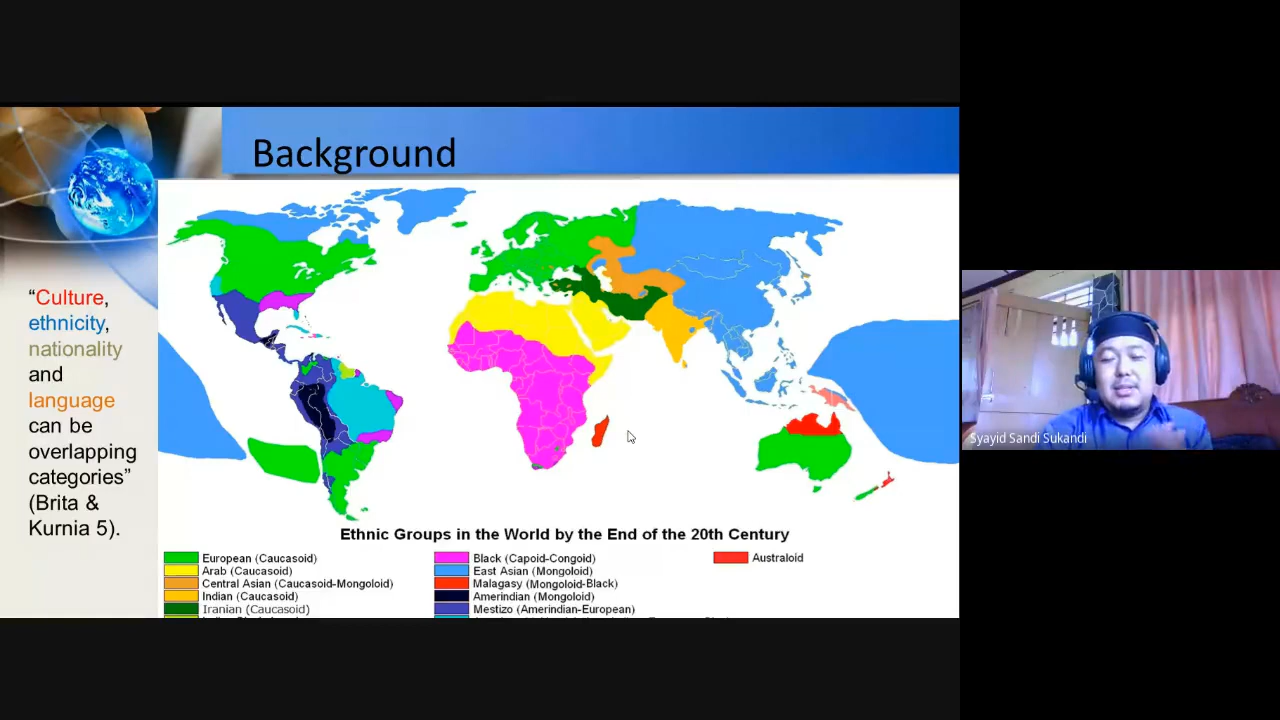 Background
“Culture,
ethnicity,
nationality
and
language
can be
overlapping
categories”
(Brita &
Kurnia 5).
Ethnic Groups in the World by the End of the 20th Century
European (Caucasoid)
Arab (Caucasoid)
Central Asian (Caucasoid-Mongoloid)
Indian (Caucasoid)
Iranian (Caucasoid)
Black (Capoid-Congoid)
East Asian (Mongoloid)
Malagasy (Mongoloid-Black)
Amerindian (Mongoloid)
Mestizo (Amerindian-European)
Australoid
Syayid Sandi Sukandi